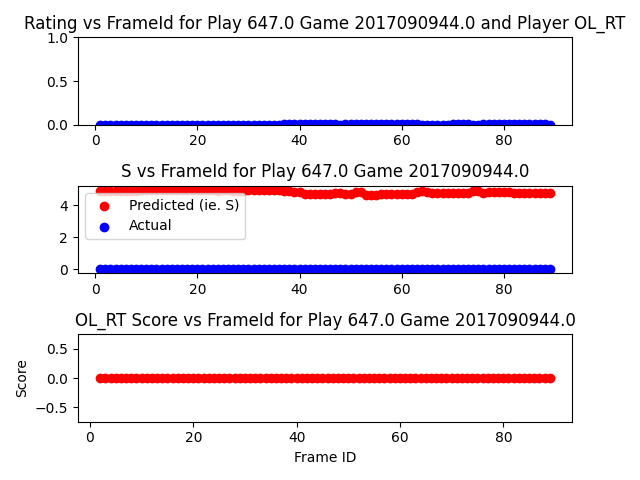 Rating vs FrameId for Play 647.0 Game 2017090944.0 and Player OL_RT
1.0
0.5
0.0
0 20 40 60 80
S vs FrameId for Play 647.0 Game 2017090944.0
4
2
0
Predicted (ie. S)
Actual
0 20 40 60 80
OL_RT Score vs FrameId for Play 647.0 Game 2017090944.0
Score
0.5
0.0
−0.5
0 20 40 60 80
Frame ID